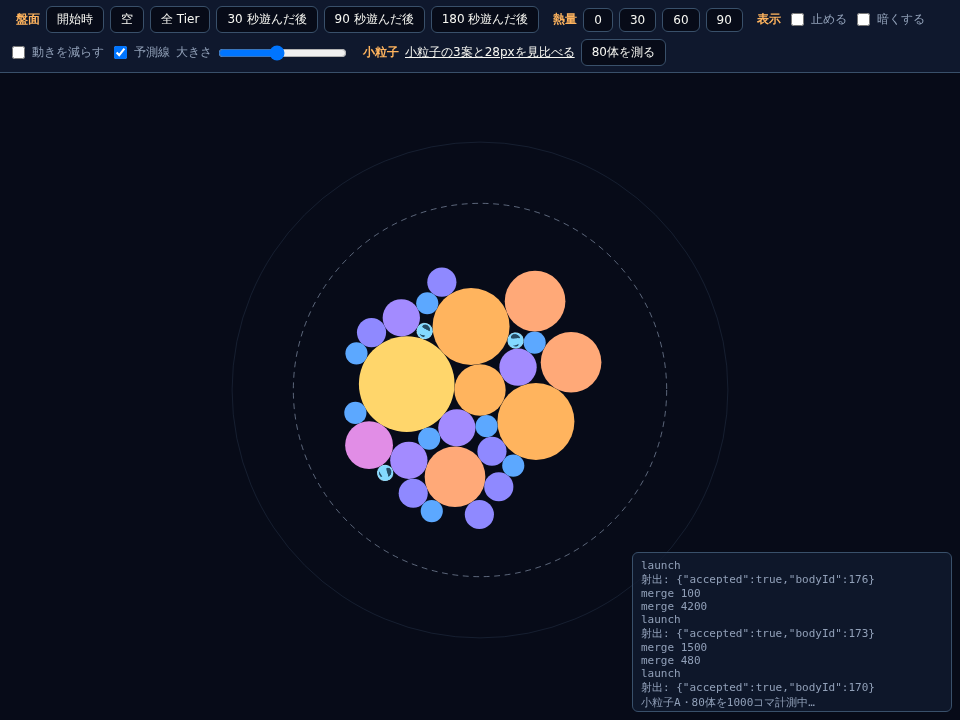 盤面 開始時 空 全 Tier 30 秒遊んだ後 90 秒遊んだ後 180 秒遊んだ後 熱量 0 30 60 90 表示 止める 暗くする
動きを減らす 予測線 大きさ 小粒子 小粒子の3案と28pxを見比べる 80体を測る
launch
射出: {"accepted":true,"bodyId":176}
merge 100
merge 4200
launch
射出: {"accepted":true,"bodyId":173}
merge 1500
merge 480
launch
射出: {"accepted":true,"bodyId":170}
小粒子A・80体を1000コマ計測中…